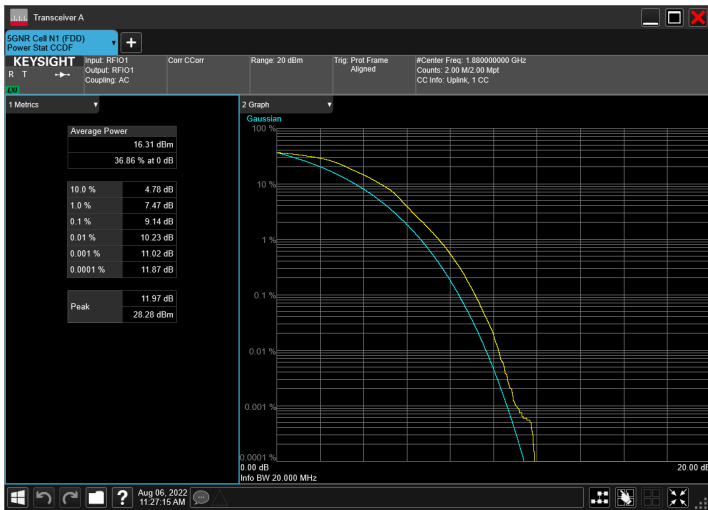 Transceiver A
5GNR Cell N1 (FDD)
Power Stat CCDF
KEYSIGHT
R T
LXI
Input: RFIO1
Output: RFIO1
Coupling: AC
Corr CCorr
Range: 20 dBm
Trig: Prot Frame
Aligned
#Center Freq: 1.880000000 GHz
Counts: 2.00 M/2.00 Mpt
CC Info: Uplink, 1 CC
1 Metrics
Average Power
16.31 dBm
36.86 % at 0 dB
10.0 % 4.78 dB
1.0 % 7.47 dB
0.1 % 9.14 dB
0.01 % 10.23 dB
0.001 % 11.02 dB
0.0001 % 11.87 dB
Peak
11.97 dB
28.28 dBm
2 Graph
Gaussian
100 %
10 %
1 %
0.1 %
0.01 %
0.001 %
0.0001 %
0.00 dB
20.00 dB
Info BW 20.000 MHz
Aug 06, 2022
11:27:15 AM